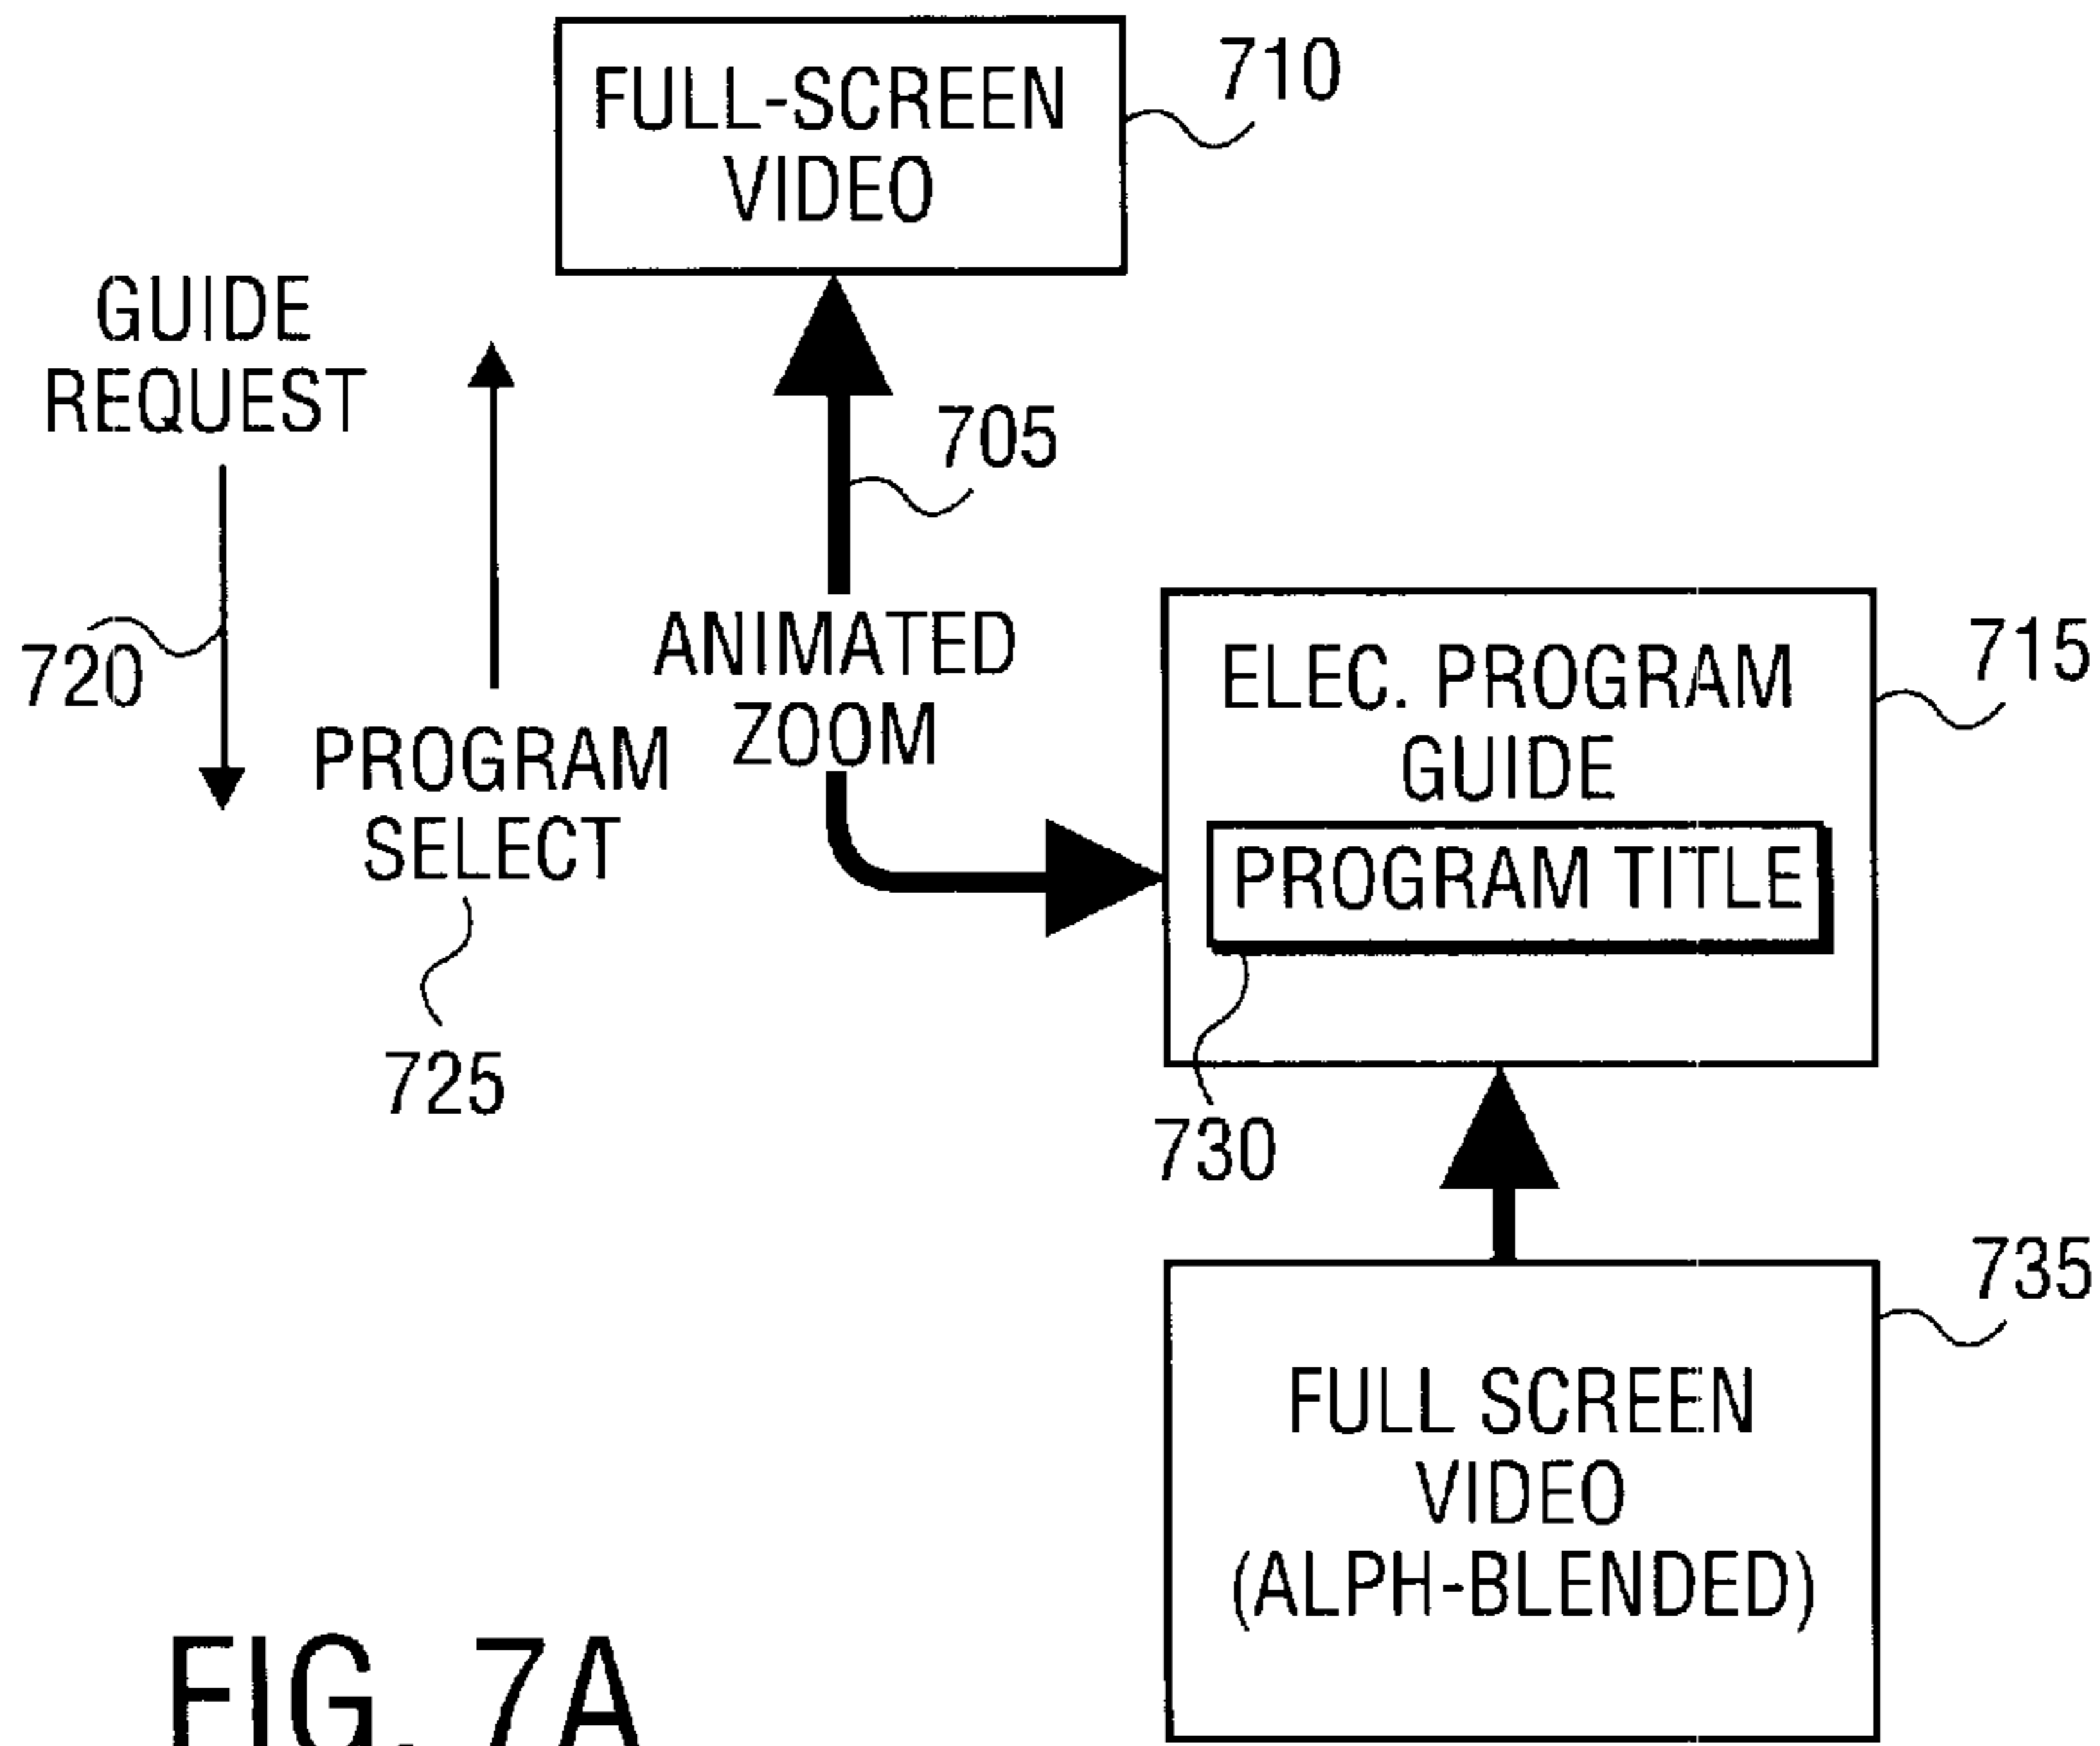 FULL-SCREEN
VIDEO
710
GUIDE
REQUEST
705
720
PROGRAM
SELECT
725
ANIMATED
ZOOM
ELEC. PROGRAM
GUIDE
PROGRAM TITLE
715
730
FULL SCREEN
VIDEO
(ALPH-BLENDED)
735
FIG. 7A